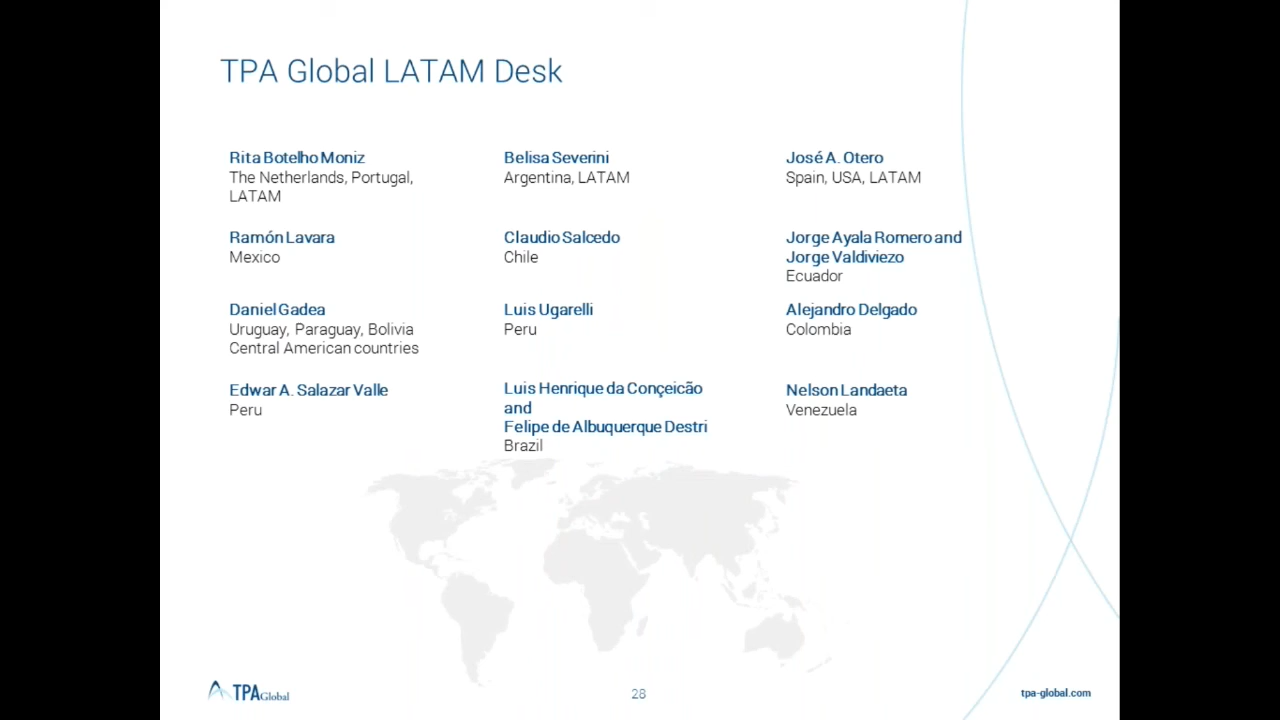 TPA Global LATAM Desk
Rita Botelho Moniz
The Netherlands, Portugal,
LATAM
Belisa Severini
Argentina, LATAM
José A. Otero
Spain, USA, LATAM
Ramón Lavara
Mexico
Claudio Salcedo
Chile
Jorge Ayala Romero and
Jorge Valdiviezo
Ecuador
Daniel Gadea
Uruguay, Paraguay, Bolivia
Central American countries
Luis Ugarelli
Peru
Alejandro Delgado
Colombia
Edwar A. Salazar Valle
Peru
Luis Henrique da Conçeicão
and
Felipe de Albuquerque Destri
Brazil
Nelson Landaeta
Venezuela
TPA Global
28
tpa-global.com